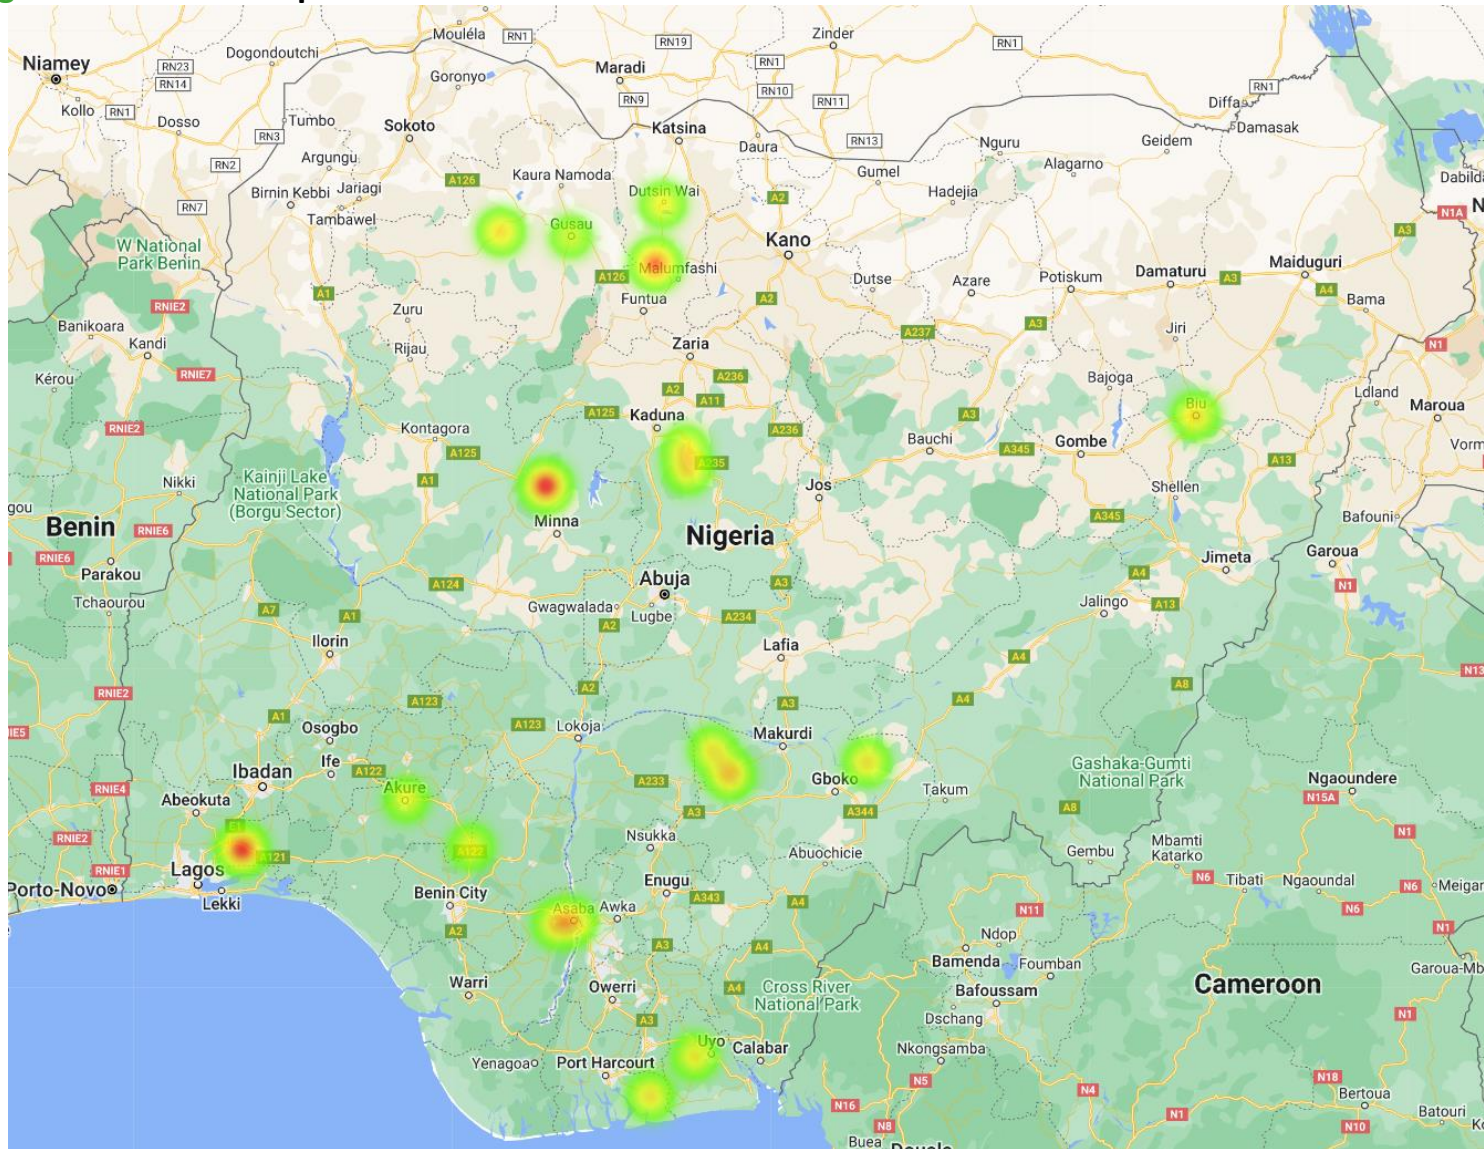 Mouléla
RN1
RN19
Zinder
RN1
Dogondoutchi
Niamey
RN23
RN14
Goronyo
Maradi
RN1
RN10
RN9
RN11
RN1
Kollo
RN1
Dosso
Tumbo
RN3
Sokoto
Katsina
Daura
RN13
Nguru
Geidem
Damasak
RN2
Argungu
Kaura Namoda
Gumel
Alagarno
Birnin Kebbi
Jariagi
A126
Dutsin Wai
A2
Hadejia
RN7
Tambawel
Gusau
N1A
A3
W National
Park Benin
Kano
A126
Malumfashi
Dutse
Azare
Potiskum
Damaturu
A3
Maiduguri
A4
Bama
RNIE2
A1
Funtua
A2
Zuru
Banikoara
Kandi
Rijau
Zaria
A237
A3
Jiri
N1
Kérou
RNIE7
A236
A2
A11
Bajoga
Ldland
Maroua
RNIE2
Kontagora
A125
Kaduna
A236
A3
Biu
Bauchi
A345
Gombe
A13
A125
A235
Nikki
Kainji Lake
National Park
(Borgu Sector)
A1
Jos
Shellen
Benin
RNIE6
Minna
Nigeria
A345
Bafouni
Garoua
RNIE6
Parakou
Jimeta
N1
Tchaourou
A124
Abuja
A3
A4
A7
A1
Gwagwalada
Lugbe
A234
Jalingo
A13
A2
Ilorin
Lafia
A4
N13
RNIE2
A123
A2
A3
A4
A8
A1
Osogbo
A123
Lokoja
Makurdi
Ife
Ibadan
A122
A233
Gboko
Gashaka-Gumti
National Park
Ngaoundere
RNIE4
Abeokuta
Akure
A3
A344
Takum
A8
N15A
RNIE2
E1
A121
A122
Nsukka
Abuochicie
Gembu
Mbamti
Katarko
N1
RNIE1
Lagos
Porto-Novo
Lekki
Benin City
Enugu
N6
Tibati
Ngaoundal
N6
A343
A4
N11
N6
Asaba
Awka
A2
A3
A4
Ndop
N1
Bamenda
Foumban
Warri
Owerri
A4
Cross River
National Park
Bafoussam
Cameroon
Dschang
N1
A3
Uyo
Calabar
Nkongsamba
Yenagoa
Port Harcourt
N5
N4
N18
Bertoua
N16
N1
Batouri
N8
N10
Buea